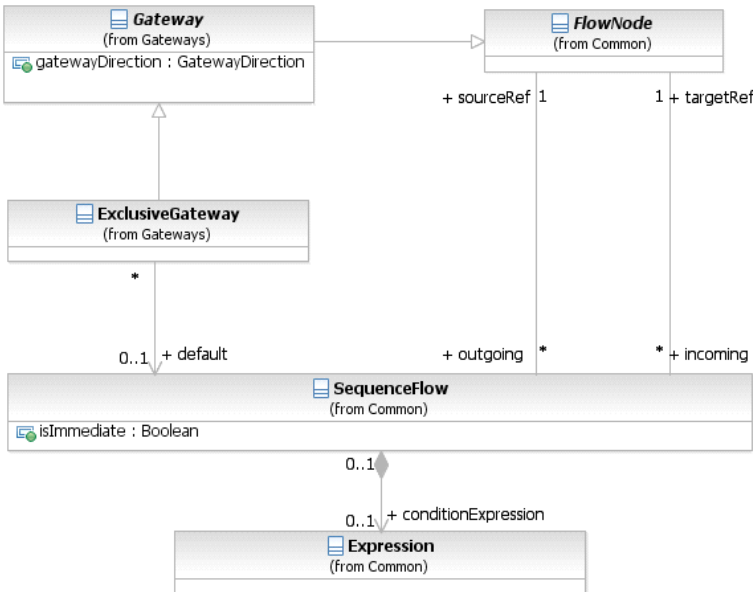 Gateway
(from Gateways)
gatewayDirection : GatewayDirection
FlowNode
(from Common)
+ sourceRef 1
1 + targetRef
ExclusiveGateway
(from Gateways)
*
0..1 + default
+ outgoing *
* + incoming
SequenceFlow
(from Common)
isImmediate : Boolean
0..1
0..1 + conditionExpression
Expression
(from Common)